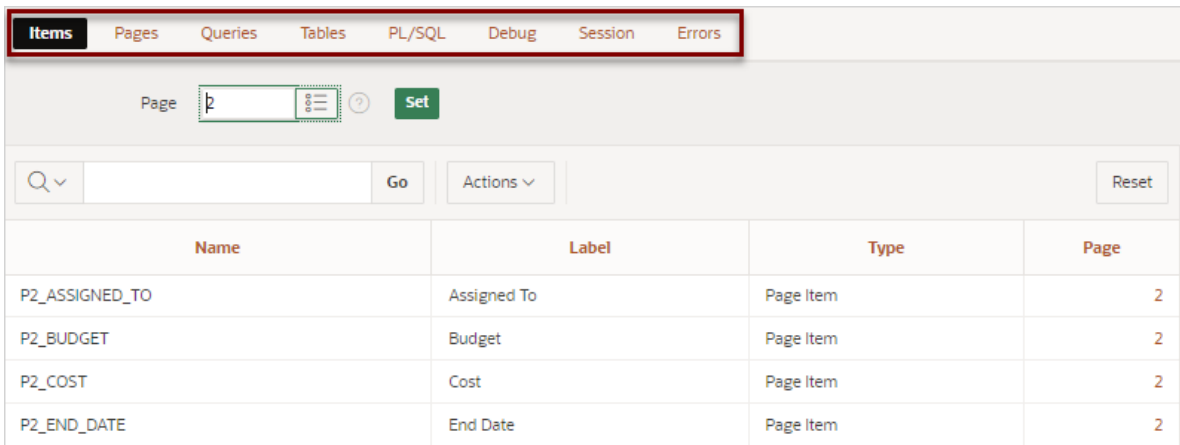 Items Pages Queries Tables PL/SQL Debug Session Errors
Page 2 ? Set
Go Actions Reset
Name Label Type Page
P2_ASSIGNED_TO Assigned To Page Item 2
P2_BUDGET Budget Page Item 2
P2_COST Cost Page Item 2
P2_END_DATE End Date Page Item 2